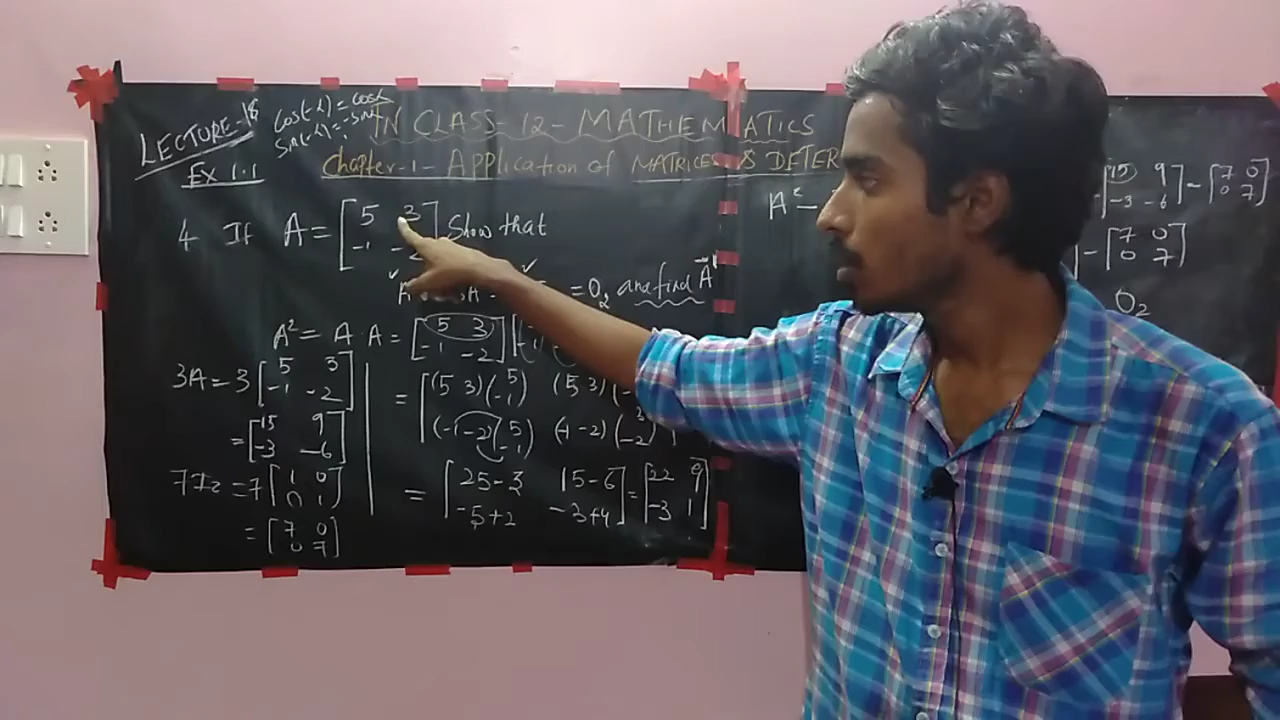 LECTURE-18
Ex 1.1
cos(-α) = cosα
sin(-α) = -sinα
IN CLASS-12-MATHEMATICS
Chapter-1-Application of MATRICES & DETER
4 If A = [5 3] Show that
-1
= O₂ and find A⁻¹
A² = A · A = [5 3]
[-1 -2]
3A = 3 [5 3]
[-1 -2]
= [15 9]
[-3 -6]
7I₂ = 7 [1 0]
[0 1]
= [7 0]
[0 7]
= [(5 3)(5 -1) (5 3)
(-1 -2)(5 -1) (-1 -2)(3 -2)]
= [25-3 15-6] = [22 9]
[-5+2 -3+4] [-3 1]
A² -
[15 9] - [7 0]
[-3 -6] [0 7]
- [7 0]
[0 7]
O₂